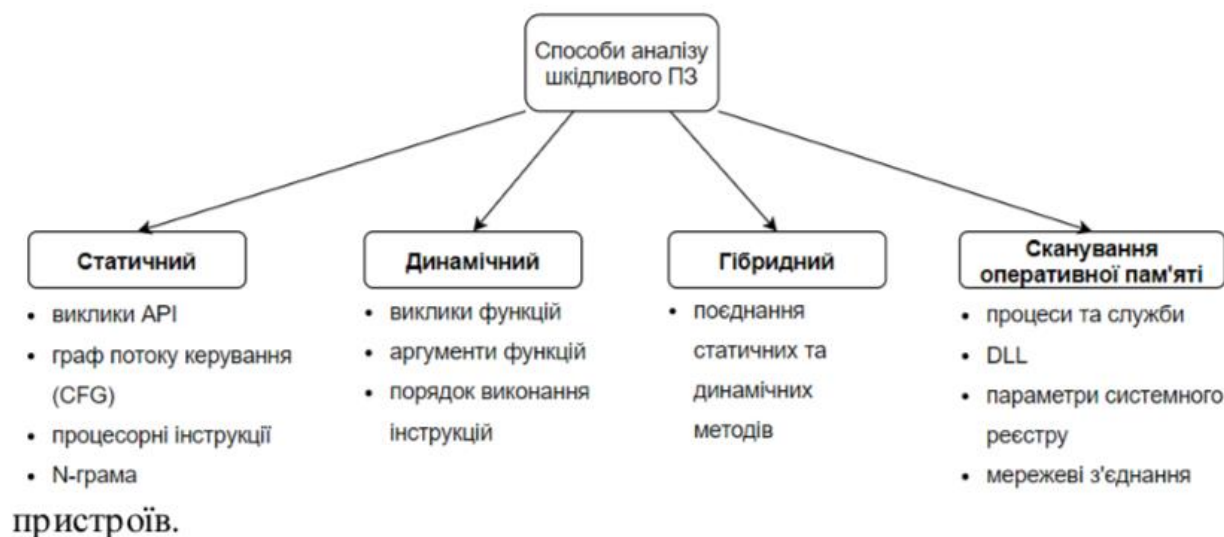 Способи аналізу
шкідливого ПЗ
Статичний
• виклики API
• граф потоку керування
(CFG)
• процесорні інструкції
• N-грама
Динамічний
• виклики функцій
• аргументи функцій
• порядок виконання
інструкцій
Гібридний
• поєднання
статичних та
динамічних
методів
Сканування
оперативної пам'яті
• процеси та служби
• DLL
• параметри системного
реєстру
• мережеві з'єднання
пристроїв.